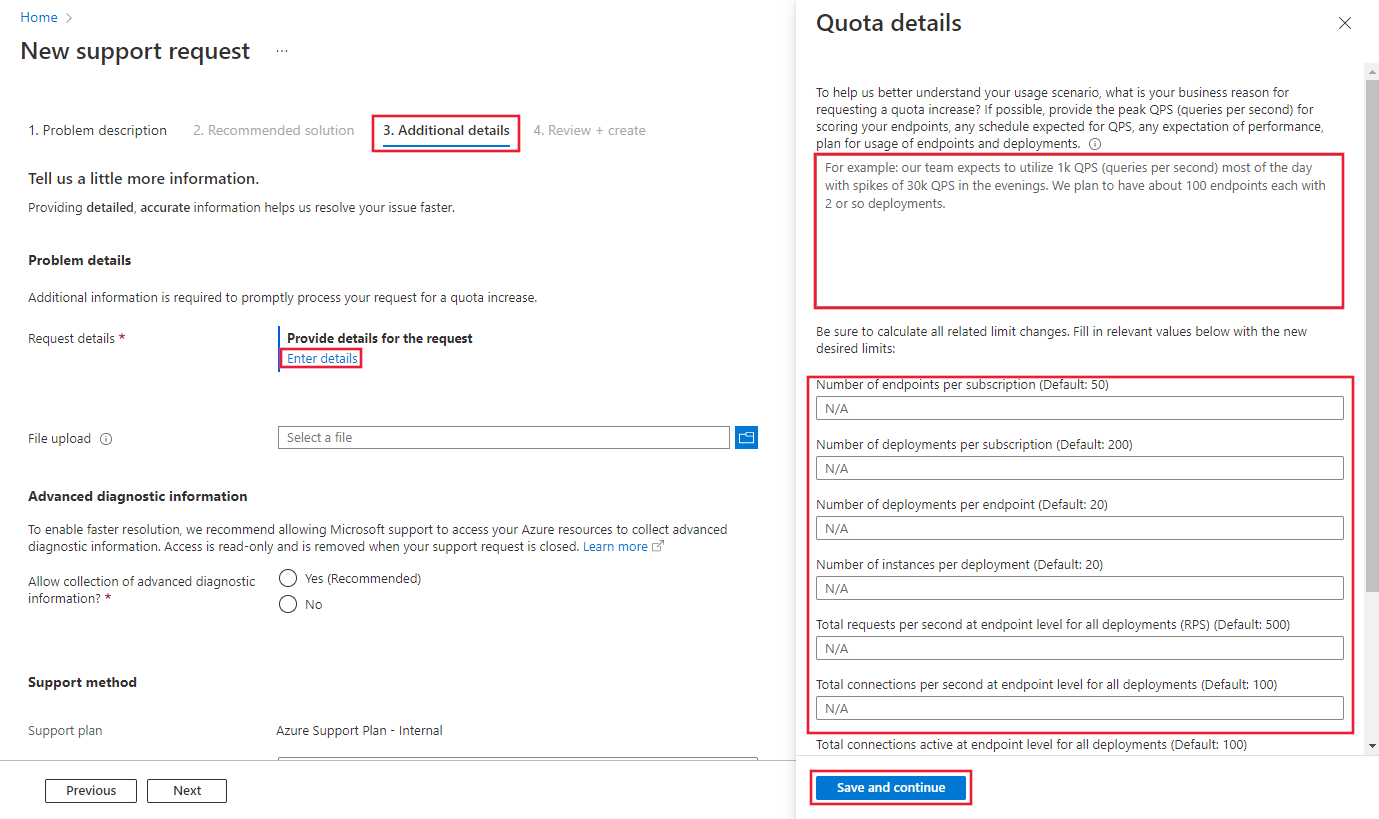 Home
New support request ...
1. Problem description
2. Recommended solution
3. Additional details
4. Review + create
Tell us a little more information.
Providing detailed, accurate information helps us resolve your issue faster.
Problem details
Additional information is required to promptly process your request for a quota increase.
Request details *
Provide details for the request
Enter details
File upload
Select a file
Advanced diagnostic information
To enable faster resolution, we recommend allowing Microsoft support to access your Azure resources to collect advanced
diagnostic information. Access is read-only and is removed when your support request is closed. Learn more
Allow collection of advanced diagnostic
information? *
Yes (Recommended)
No
Support method
Support plan
Azure Support Plan - Internal
Previous
Next
Quota details
To help us better understand your usage scenario, what is your business reason for
requesting a quota increase? If possible, provide the peak QPS (queries per second) for
scoring your endpoints, any schedule expected for QPS, any expectation of performance,
plan for usage of endpoints and deployments.
For example: our team expects to utilize 1k QPS (queries per second) most of the day
with spikes of 30k QPS in the evenings. We plan to have about 100 endpoints each with
2 or so deployments.
Be sure to calculate all related limit changes. Fill in relevant values below with the new
desired limits:
Number of endpoints per subscription (Default: 50)
N/A
Number of deployments per subscription (Default: 200)
N/A
Number of deployments per endpoint (Default: 20)
N/A
Number of instances per deployment (Default: 20)
N/A
Total requests per second at endpoint level for all deployments (RPS) (Default: 500)
N/A
Total connections per second at endpoint level for all deployments (Default: 100)
N/A
Total connections active at endpoint level for all deployments (Default: 100)
Save and continue